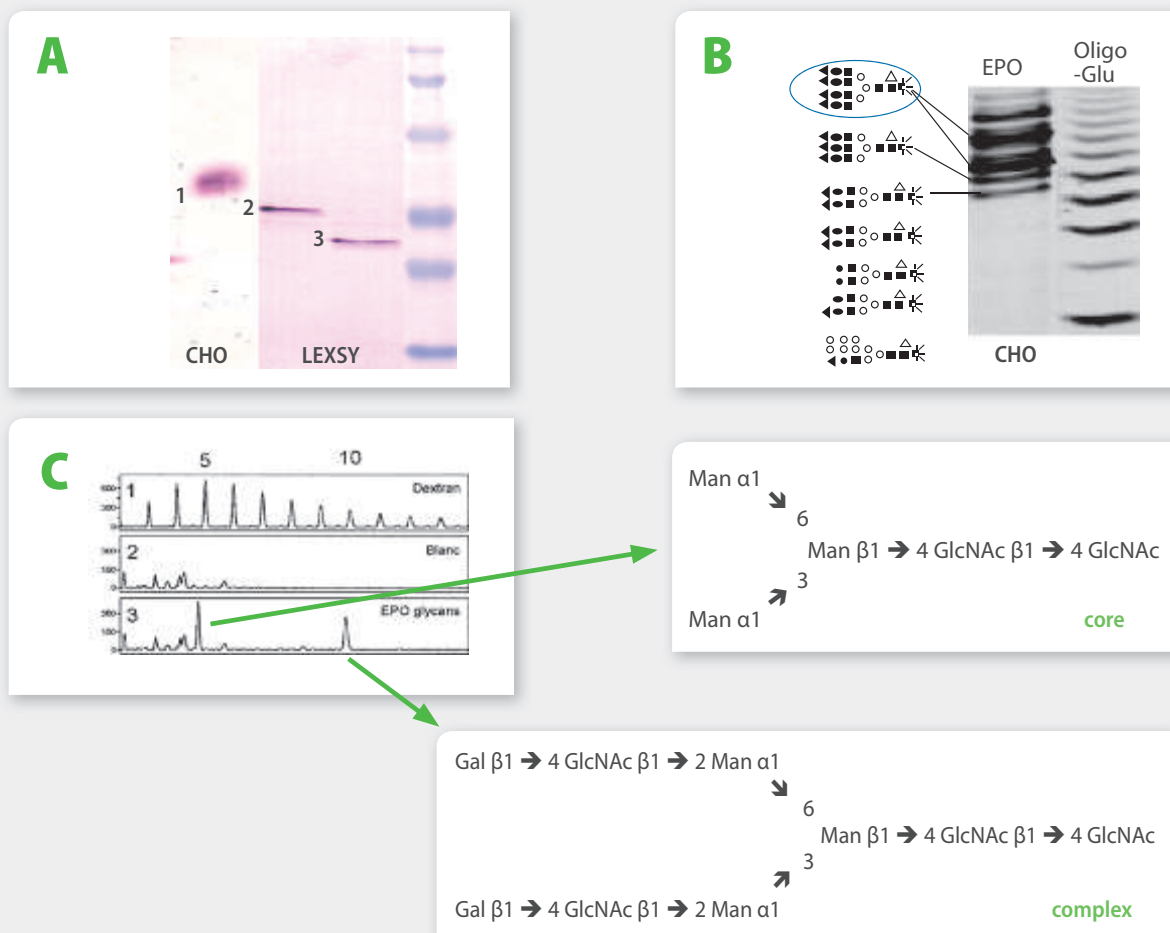 A
1
2
3
CHO
LEXSY
B
EPO
Oligo
-Glu
CHO
C
5
10
1
Dextran
2
Blanc
3
EPO glycans
Man α1
6
Man β1 ➔ 4 GlcNAc β1 ➔ 4 GlcNAc
3
Man α1
core
Gal β1 ➔ 4 GlcNAc β1 ➔ 2 Man α1
6
Man β1 ➔ 4 GlcNAc β1 ➔ 4 GlcNAc
3
Gal β1 ➔ 4 GlcNAc β1 ➔ 2 Man α1
complex